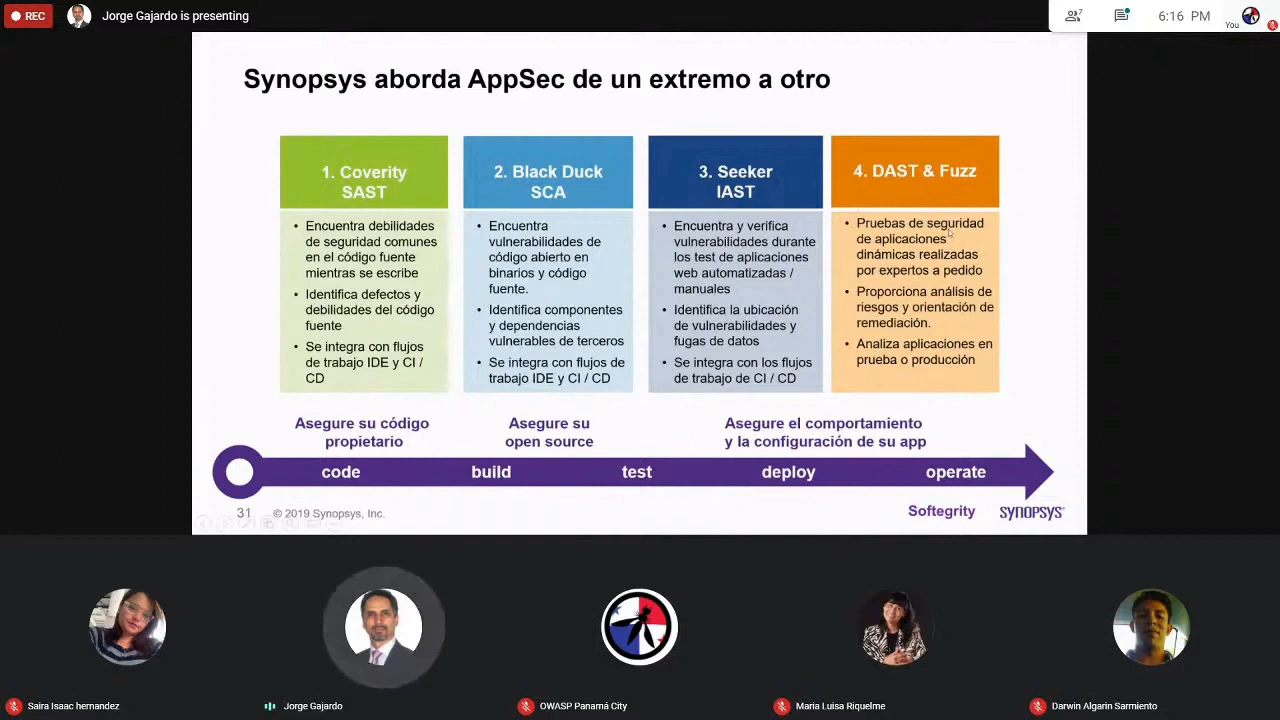 REC
Jorge Gajardo is presenting
7
6:16 PM
You
Synopsys aborda AppSec de un extremo a otro
1. Coverity
SAST
• Encuentra debilidades
de seguridad comunes
en el código fuente
mientras se escribe
• Identifica defectos y
debilidades del código
fuente
• Se integra con flujos
de trabajo IDE y CI /
CD
2. Black Duck
SCA
• Encuentra
vulnerabilidades de
código abierto en
binarios y código
fuente.
• Identifica componentes
y dependencias
vulnerables de terceros
• Se integra con flujos de
trabajo IDE y CI / CD
3. Seeker
IAST
• Encuentra y verifica
vulnerabilidades durante
los test de aplicaciones
web automatizadas /
manuales
• Identifica la ubicación
de vulnerabilidades y
fugas de datos
• Se integra con los flujos
de trabajo de CI / CD
4. DAST & Fuzz
• Pruebas de seguridad
de aplicaciones
dinámicas realizadas
por expertos a pedido
• Proporciona análisis de
riesgos y orientación de
remediación.
• Analiza aplicaciones en
prueba o producción
Asegure su código
propietario
Asegure su
open source
Asegure el comportamiento
y la configuración de su app
code build test deploy operate
31 © 2019 Synopsys, Inc.
Softegrity SYNOPSYS
Saira Isaac hernandez
Jorge Gajardo
OWASP Panamá City
Maria Luisa Riquelme
Darwin Algarin Sarmiento